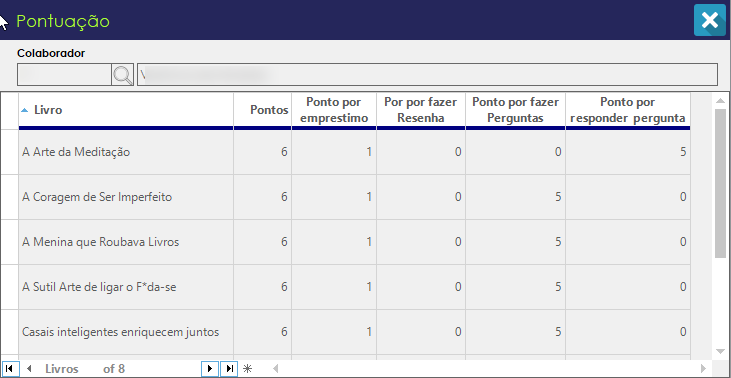 Pontuação
Colaborador
Livro Pontos Ponto por emprestimo Por por fazer Resenha Ponto por fazer Perguntas Ponto por responder pergunta
A Arte da Meditação 6 1 0 0 5
A Coragem de Ser Imperfeito 6 1 0 5 0
A Menina que Roubava Livros 6 1 0 5 0
A Sutil Arte de ligar o F*da-se 6 1 0 5 0
Casais inteligentes enriquecem juntos 6 1 0 5 0
Livros of 8